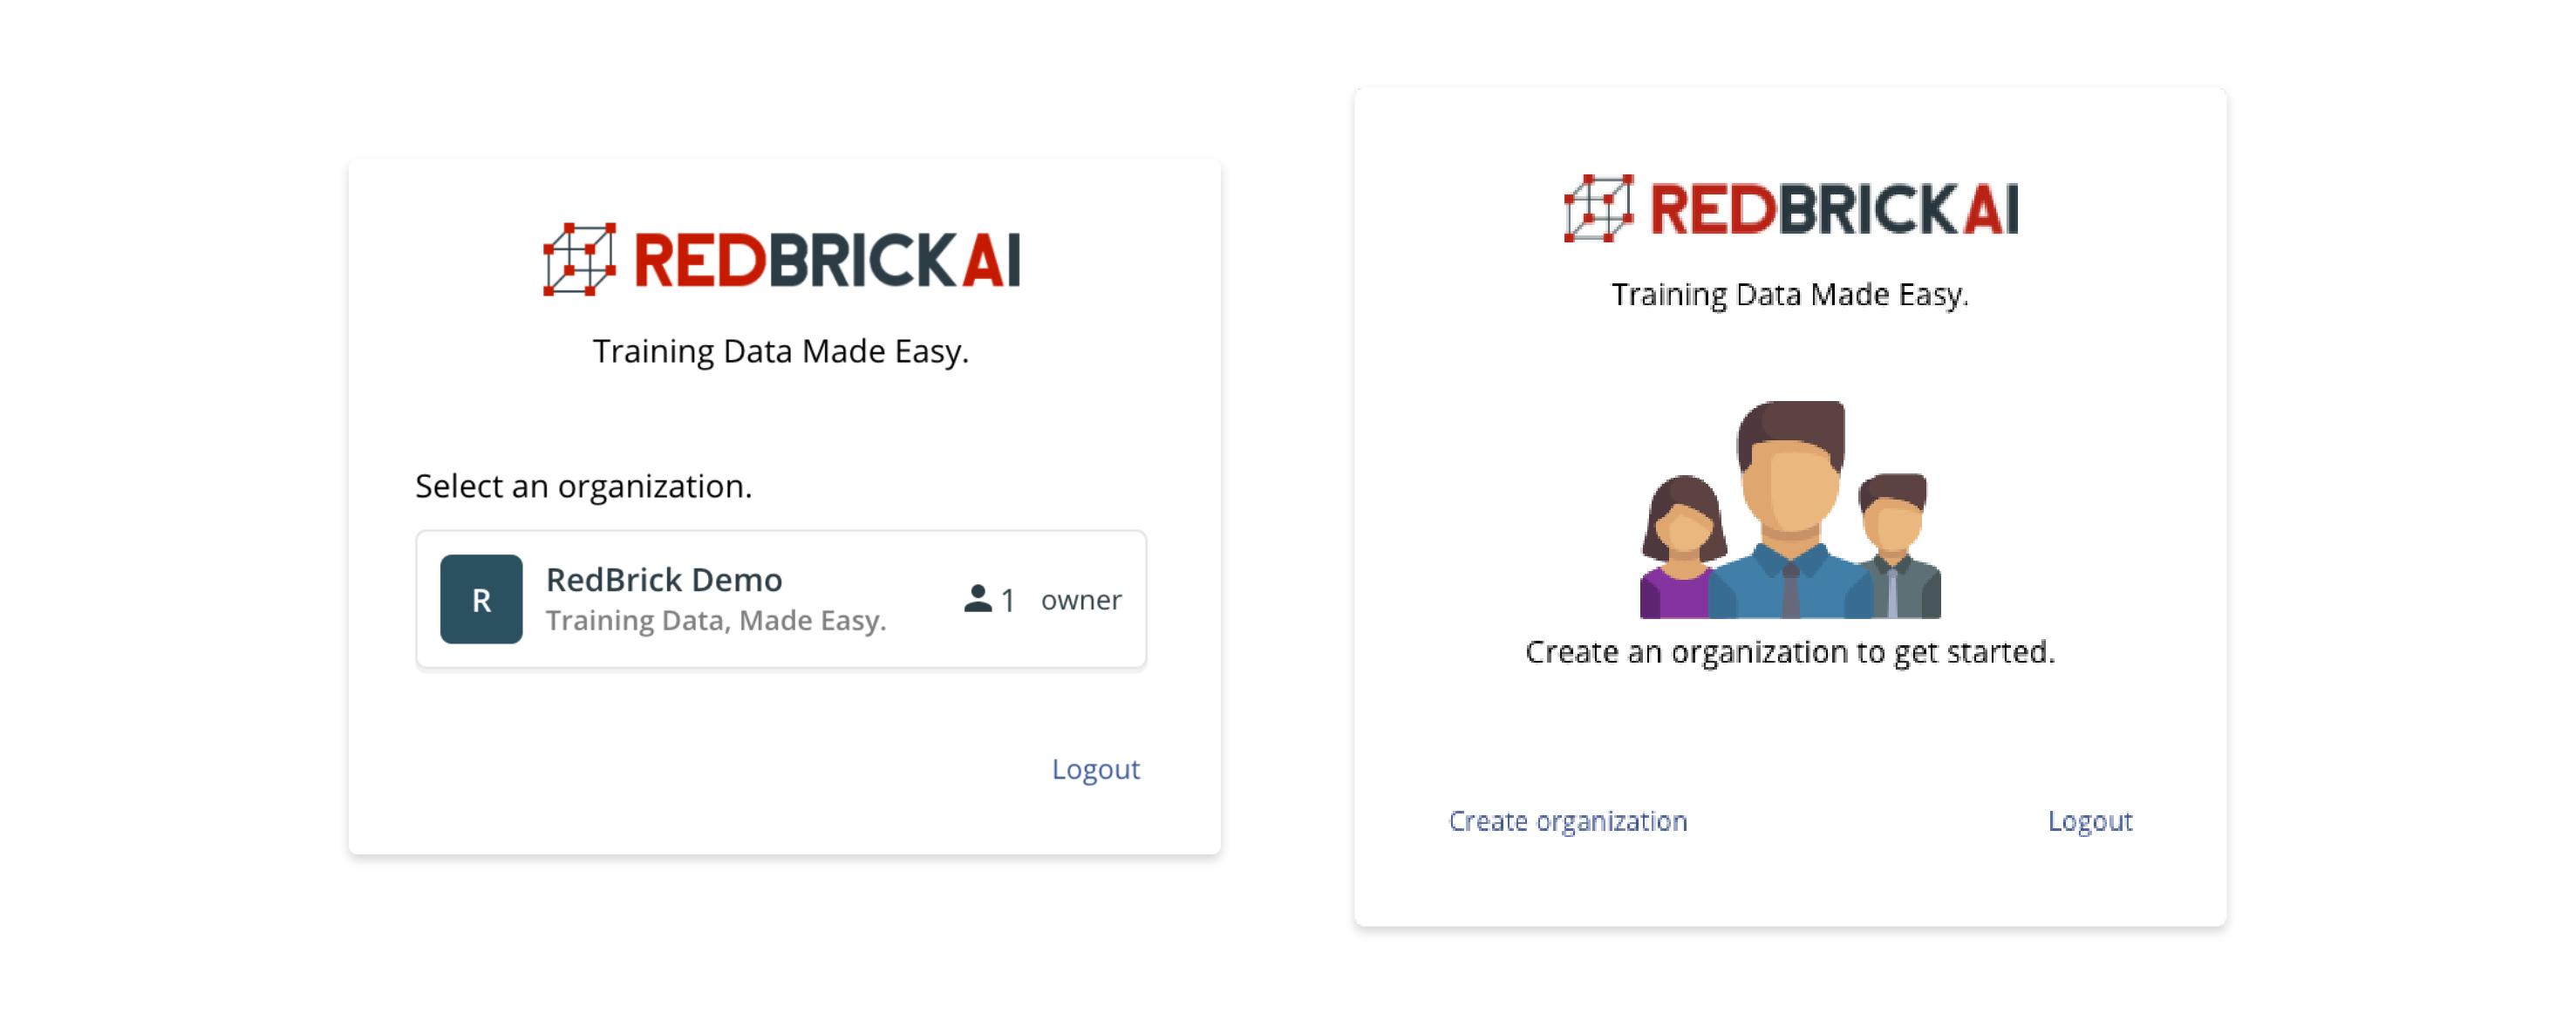 REDBRICKAI
Training Data Made Easy.
Select an organization.
R
RedBrick Demo
Training Data, Made Easy.
1 owner
Logout
REDBRICKAI
Training Data Made Easy.
Create an organization to get started.
Create organization
Logout